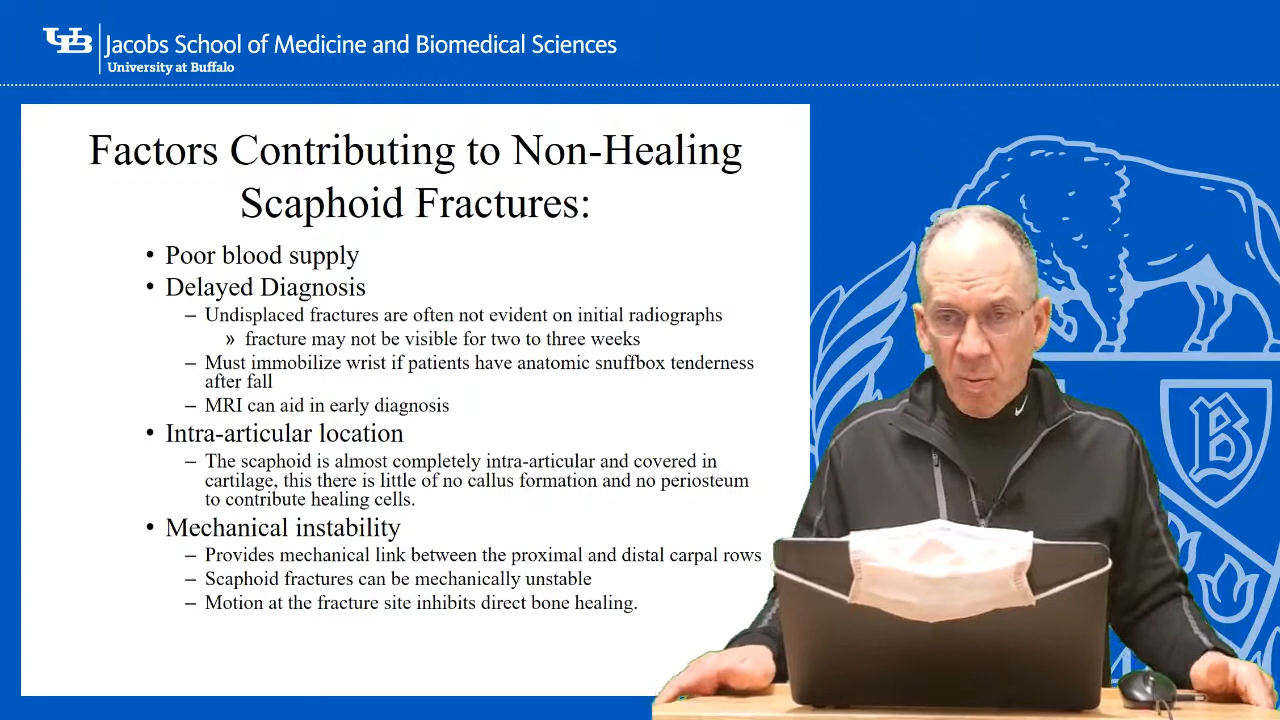 UB Jacobs School of Medicine and Biomedical Sciences
University at Buffalo
Factors Contributing to Non-Healing
Scaphoid Fractures:
• Poor blood supply
• Delayed Diagnosis
– Undisplaced fractures are often not evident on initial radiographs
» fracture may not be visible for two to three weeks
– Must immobilize wrist if patients have anatomic snuffbox tenderness
after fall
– MRI can aid in early diagnosis
• Intra-articular location
– The scaphoid is almost completely intra-articular and covered in
cartilage, this there is little of no callus formation and no periosteum
to contribute healing cells.
• Mechanical instability
– Provides mechanical link between the proximal and distal carpal rows
– Scaphoid fractures can be mechanically unstable
– Motion at the fracture site inhibits direct bone healing.
B